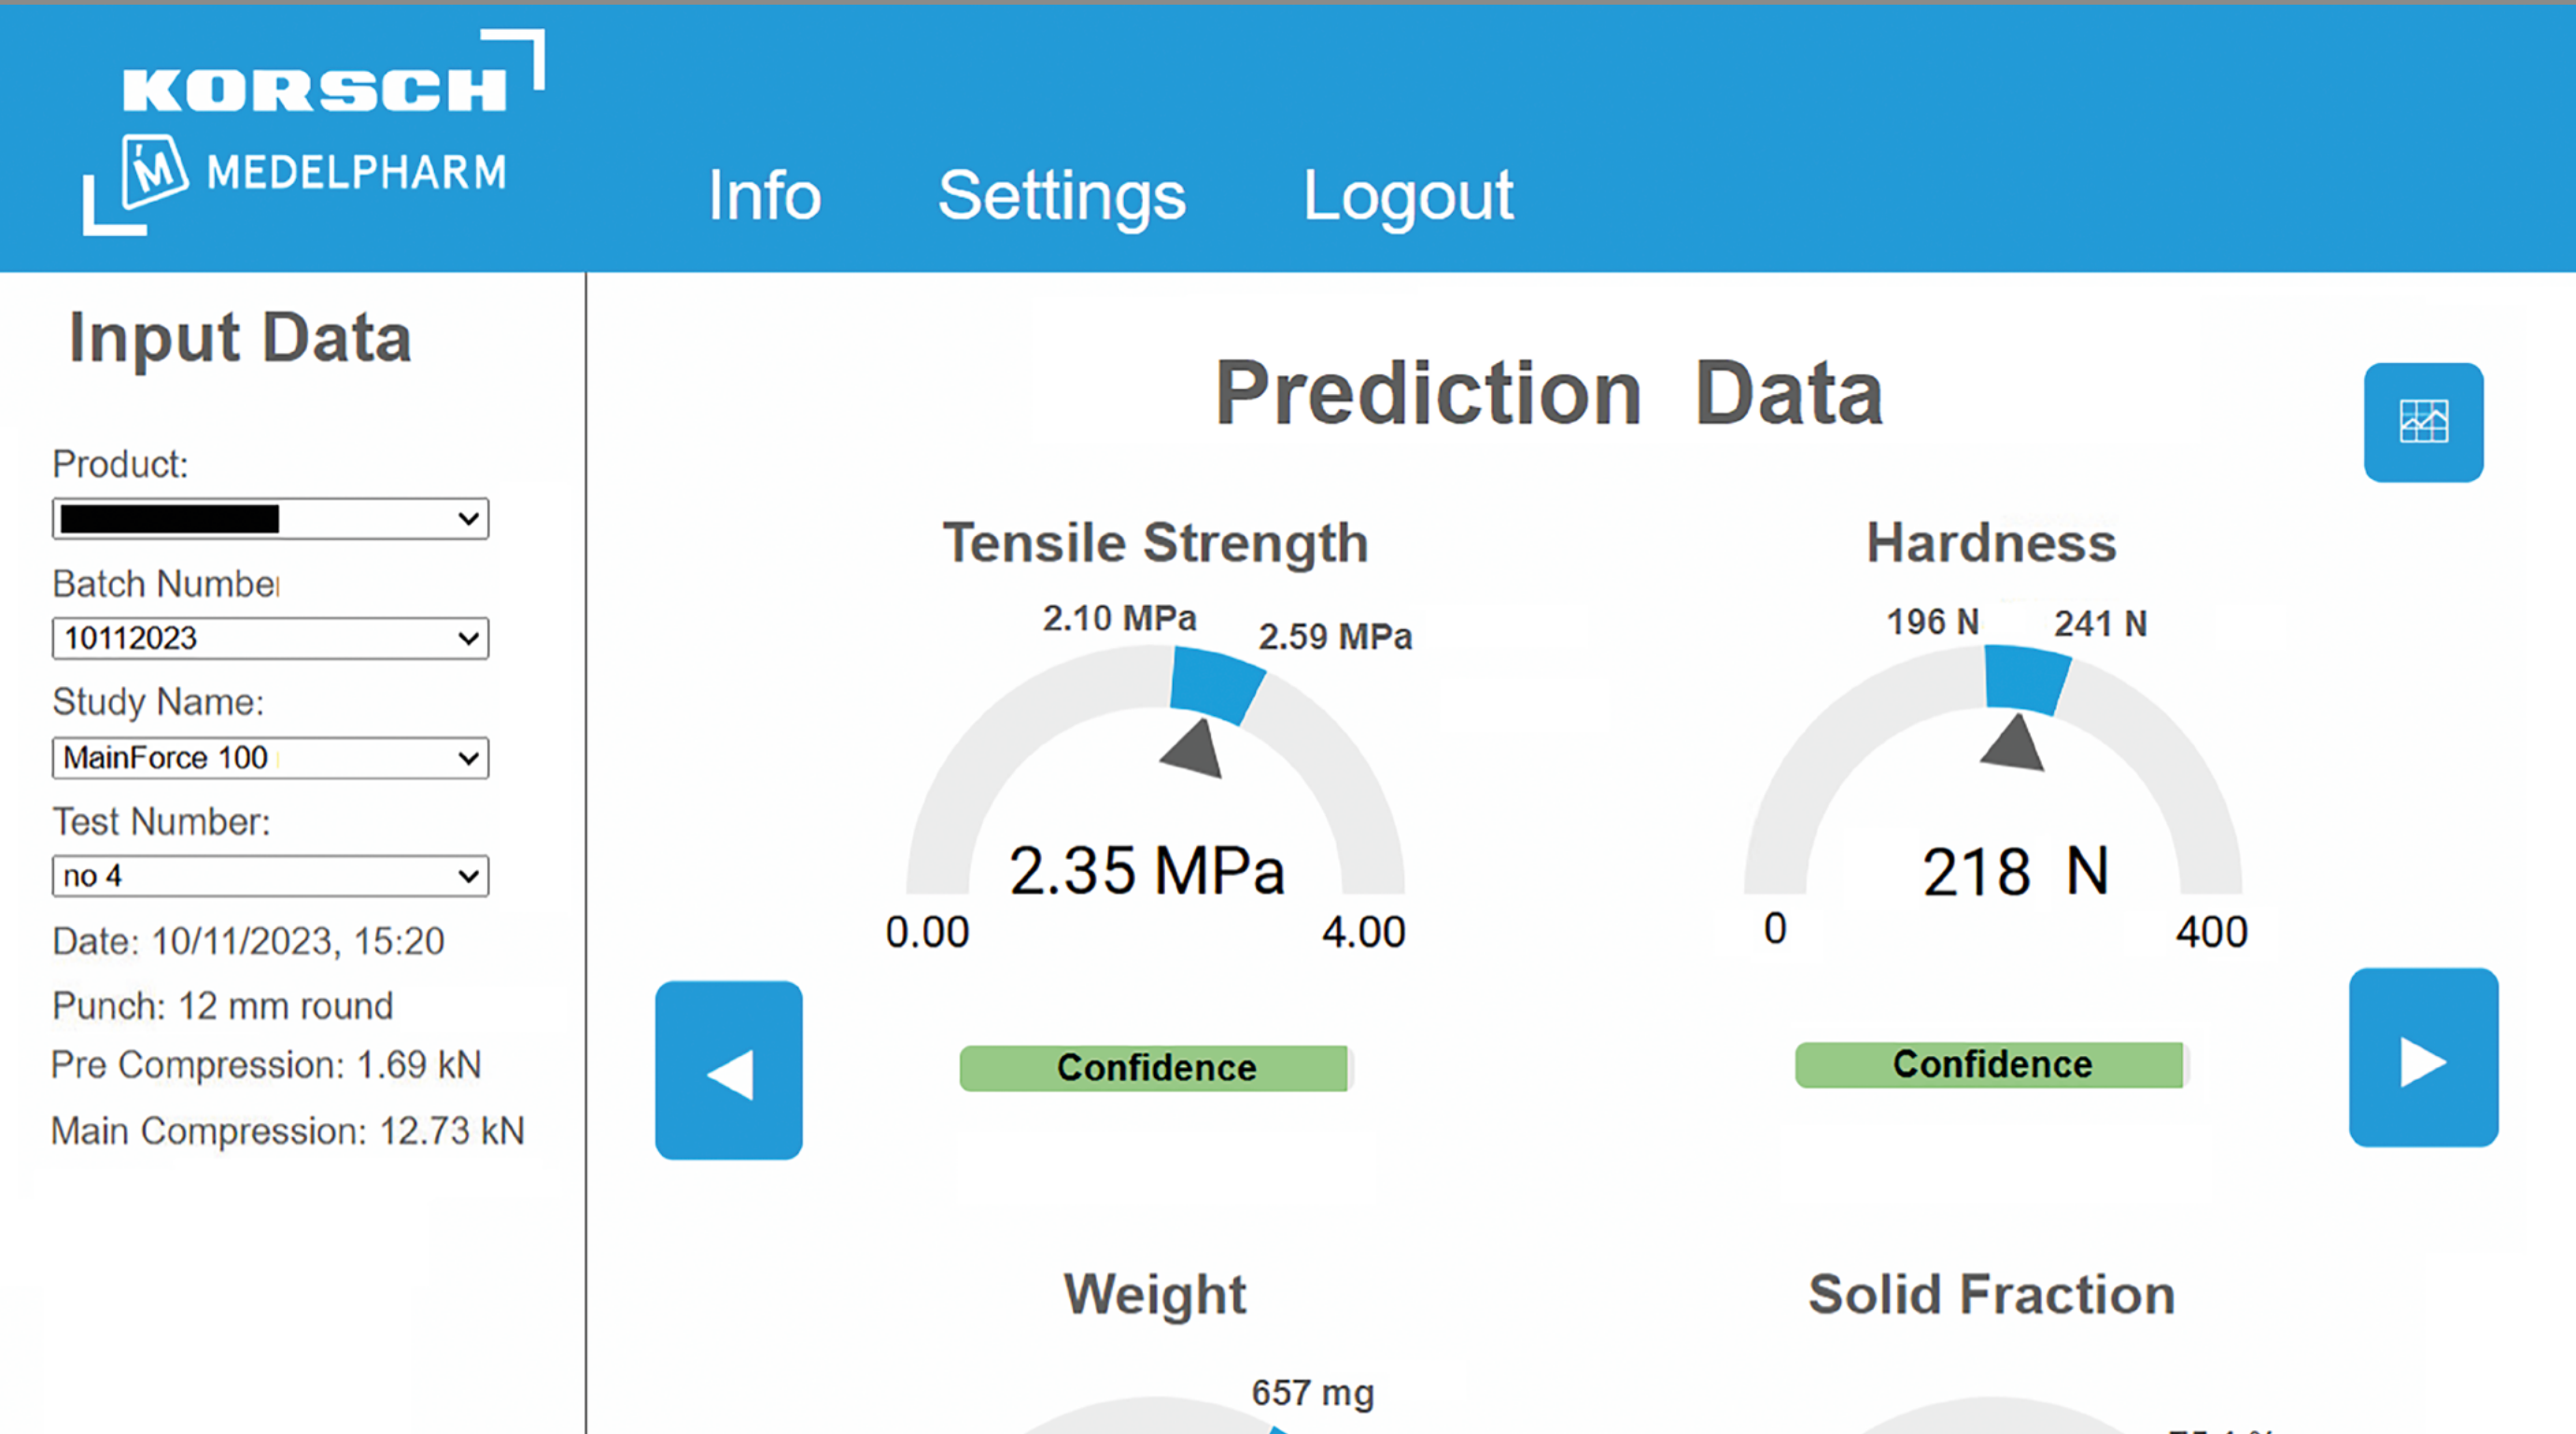 KORSCH
MEDELPHARM
Info Settings Logout
Input Data
Product:
Batch Number
10112023
Study Name:
MainForce 100
Test Number:
no 4
Date: 10/11/2023, 15:20
Punch: 12 mm round
Pre Compression: 1.69 kN
Main Compression: 12.73 kN
Prediction Data
Tensile Strength
2.10 MPa
2.59 MPa
2.35 MPa
0.00 4.00
Confidence
Hardness
196 N 241 N
218 N
0 400
Confidence
Weight
657 mg
Solid Fraction